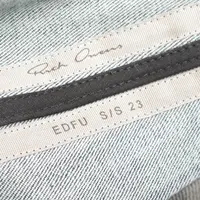 Rick Owens
EDFU S/S 23